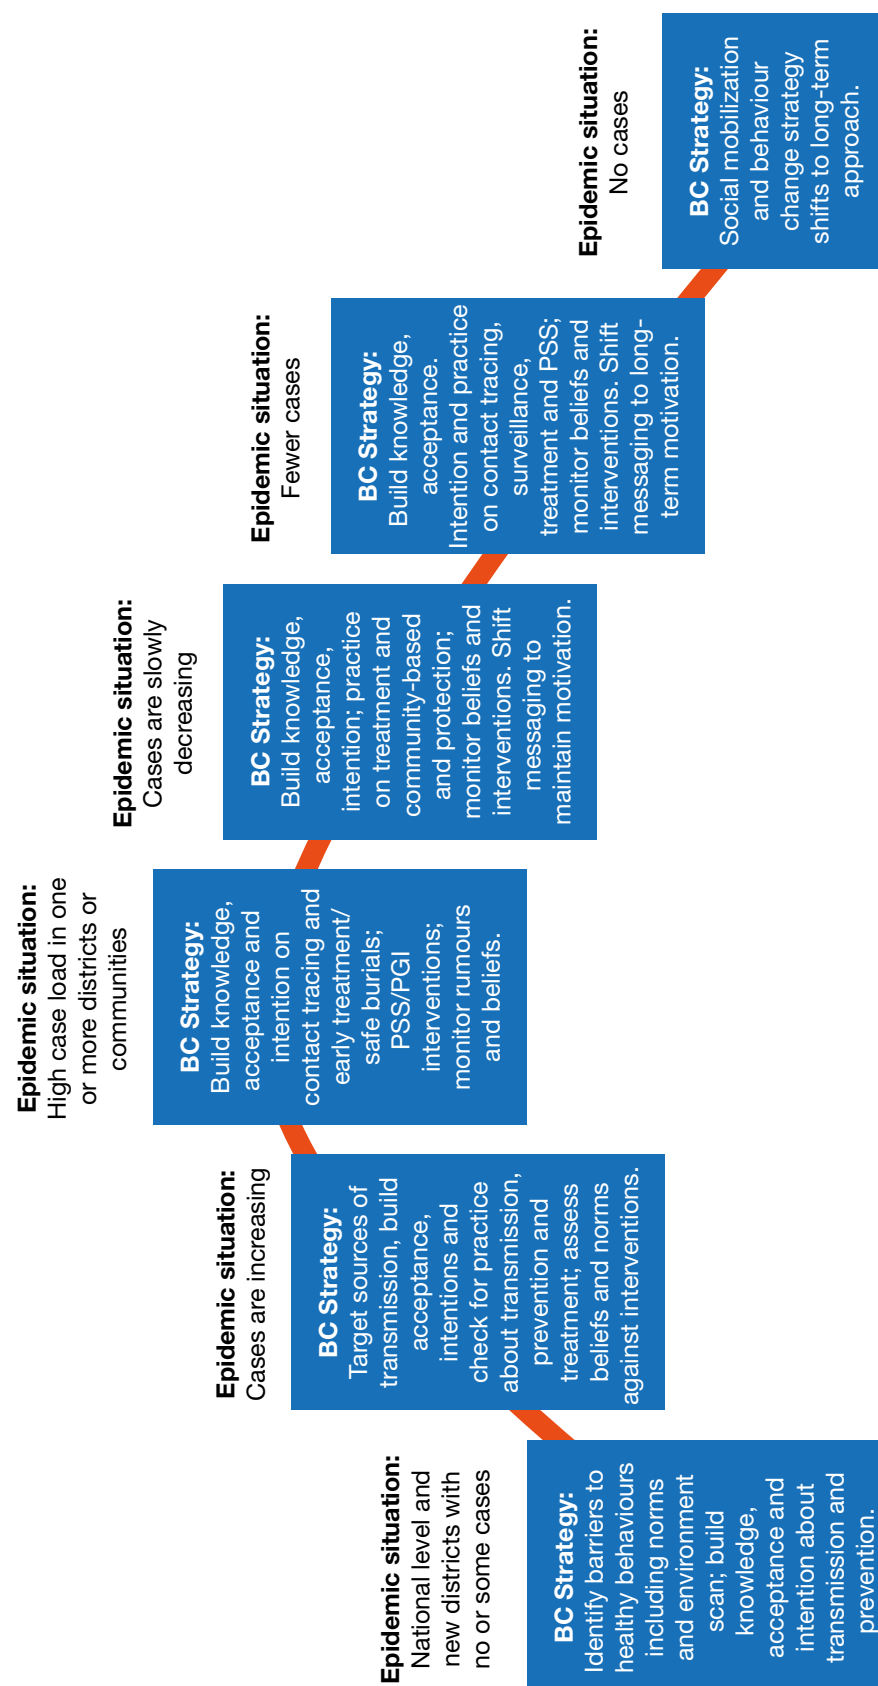 Epidemic situation:
National level and
new districts with
no or some cases
BC Strategy:
Identify barriers to
healthy behaviours
including norms
and environment
scan; build
knowledge,
acceptance and
intention about
transmission and
prevention.
Epidemic situation:
Cases are increasing
BC Strategy:
Target sources of
transmission, build
acceptance,
intentions and
check for practice
about transmission,
prevention and
treatment; assess
beliefs and norms
against interventions.
Epidemic situation:
High case load in one
or more districts or
communities
BC Strategy:
Build knowledge,
acceptance and
intention on
contact tracing and
early treatment/
safe burials;
PSS/PGI
interventions;
monitor rumours
and beliefs.
Epidemic situation:
Cases are slowly
decreasing
BC Strategy:
Build knowledge,
acceptance,
intention; practice
on treatment and
community-based
and protection;
monitor beliefs and
interventions. Shift
messaging to
maintain motivation.
Epidemic situation:
Fewer cases
BC Strategy:
Build knowledge,
acceptance.
Intention and practice
on contact tracing,
surveillance,
treatment and PSS;
monitor beliefs and
interventions. Shift
messaging to long-
term motivation.
Epidemic situation:
No cases
BC Strategy:
Social mobilization
and behaviour
change strategy
shifts to long-term
approach.